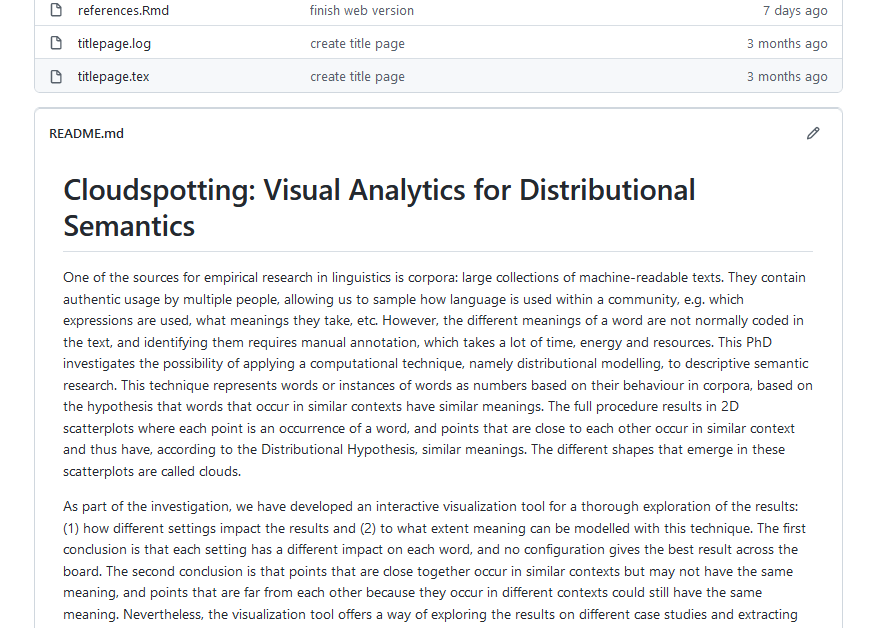 references.Rmd finish web version 7 days ago
titlepage.log create title page 3 months ago
titlepage.tex create title page 3 months ago
README.md
Cloudspotting: Visual Analytics for Distributional
Semantics
One of the sources for empirical research in linguistics is corpora: large collections of machine-readable texts. They contain
authentic usage by multiple people, allowing us to sample how language is used within a community, e.g. which
expressions are used, what meanings they take, etc. However, the different meanings of a word are not normally coded in
the text, and identifying them requires manual annotation, which takes a lot of time, energy and resources. This PhD
investigates the possibility of applying a computational technique, namely distributional modelling, to descriptive semantic
research. This technique represents words or instances of words as numbers based on their behaviour in corpora, based on
the hypothesis that words that occur in similar contexts have similar meanings. The full procedure results in 2D
scatterplots where each point is an occurrence of a word, and points that are close to each other occur in similar context
and thus have, according to the Distributional Hypothesis, similar meanings. The different shapes that emerge in these
scatterplots are called clouds.
As part of the investigation, we have developed an interactive visualization tool for a thorough exploration of the results:
(1) how different settings impact the results and (2) to what extent meaning can be modelled with this technique. The first
conclusion is that each setting has a different impact on each word, and no configuration gives the best result across the
board. The second conclusion is that points that are close together occur in similar contexts but may not have the same
meaning, and points that are far from each other because they occur in different contexts could still have the same
meaning. Nevertheless, the visualization tool offers a way of exploring the results on different case studies and extracting